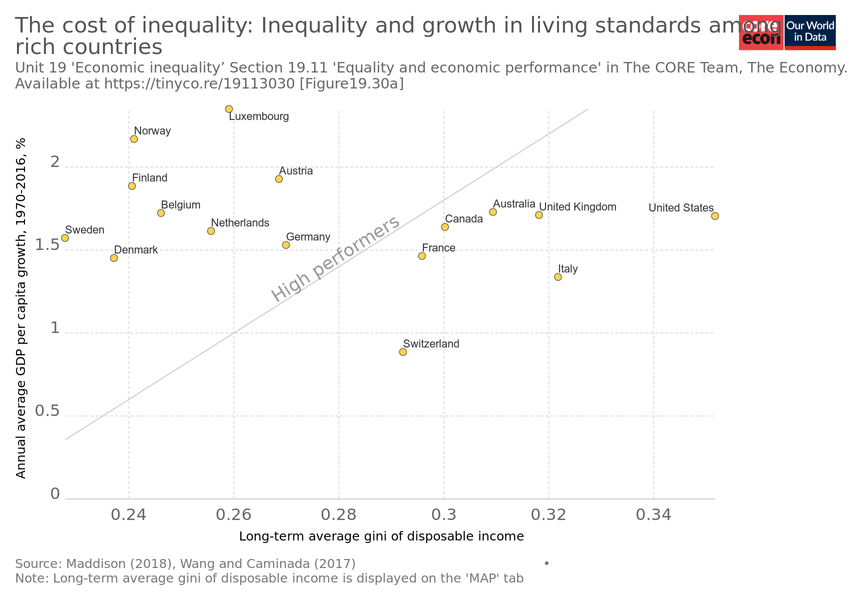 The cost of inequality: Inequality and growth in living standards among
rich countries
core
econ
Our World
in Data
Unit 19 'Economic inequality’ Section 19.11 'Equality and economic performance' in The CORE Team, The Economy.
Available at https://tinyco.re/19113030 [Figure19.30a]
Annual average GDP per capita growth, 1970-2016, %
2
1.5
1
0.5
0
Luxembourg
Norway
Austria
Finland
Belgium
Netherlands
Sweden
Germany
Denmark
High performers
Australia
United Kingdom
United States
Canada
France
Italy
Switzerland
0.24
0.26
0.28
0.3
0.32
0.34
Long-term average gini of disposable income
Source: Maddison (2018), Wang and Caminada (2017)
•
Note: Long-term average gini of disposable income is displayed on the 'MAP' tab